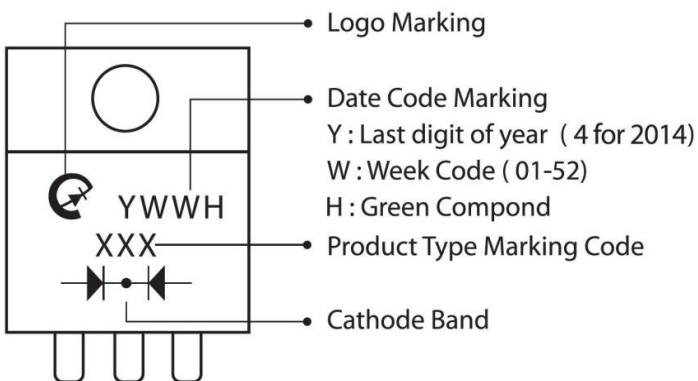 Logo Marking
Date Code Marking
Y : Last digit of year ( 4 for 2014)
W : Week Code ( 01-52)
H : Green Compond
YWWH
XXX
Product Type Marking Code
Cathode Band